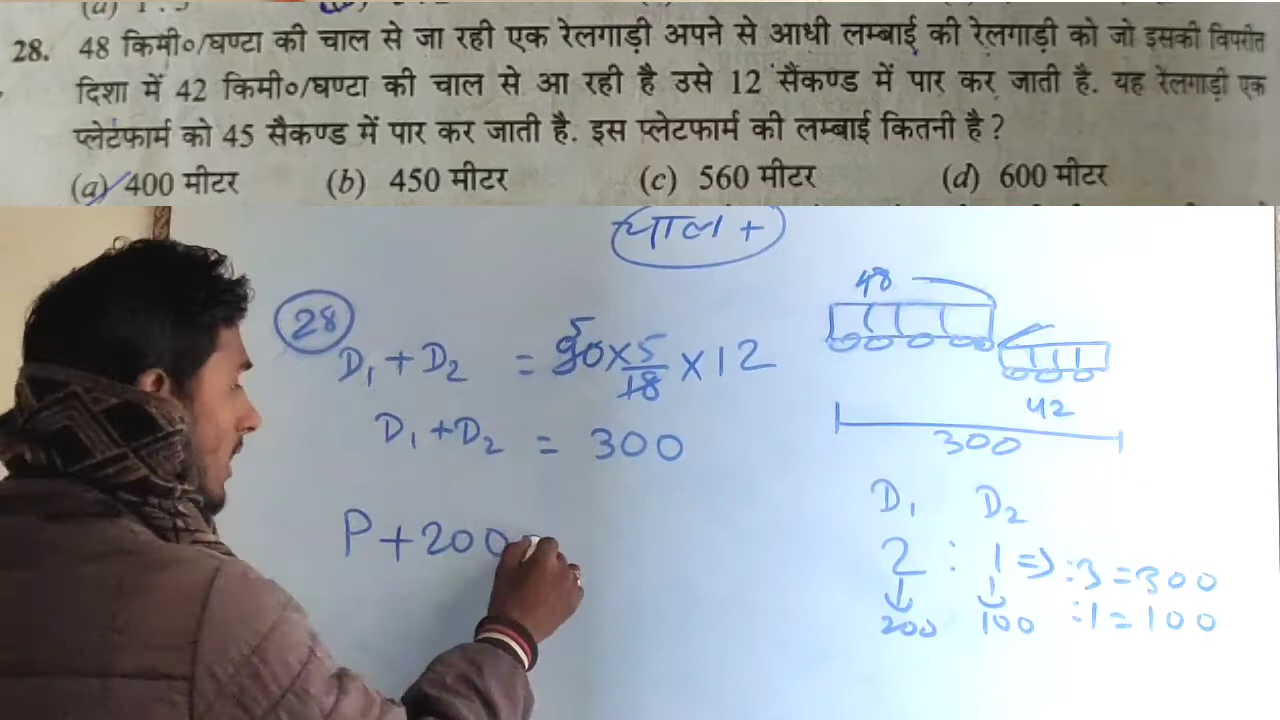 28. 48 किमी०/घण्टा की चाल से जा रही एक रेलगाड़ी अपने से आधी लम्बाई की रेलगाड़ी को जो इसकी विपरीत
दिशा में 42 किमी०/घण्टा की चाल से आ रही है उसे 12 सैंकण्ड में पार कर जाती है. यह रेलगाड़ी एक
प्लेटफार्म को 45 सैकण्ड में पार कर जाती है. इस प्लेटफार्म की लम्बाई कितनी है ?
(a) 400 मीटर (b) 450 मीटर (c) 560 मीटर (d) 600 मीटर
चाल +
48
28
D₁ + D₂ = 90 × 5/18 × 12
5
42
D₁ + D₂ = 300
300
D₁ D₂
P + 200
2 : 1 => :3 = 300
200 100 :1 = 100